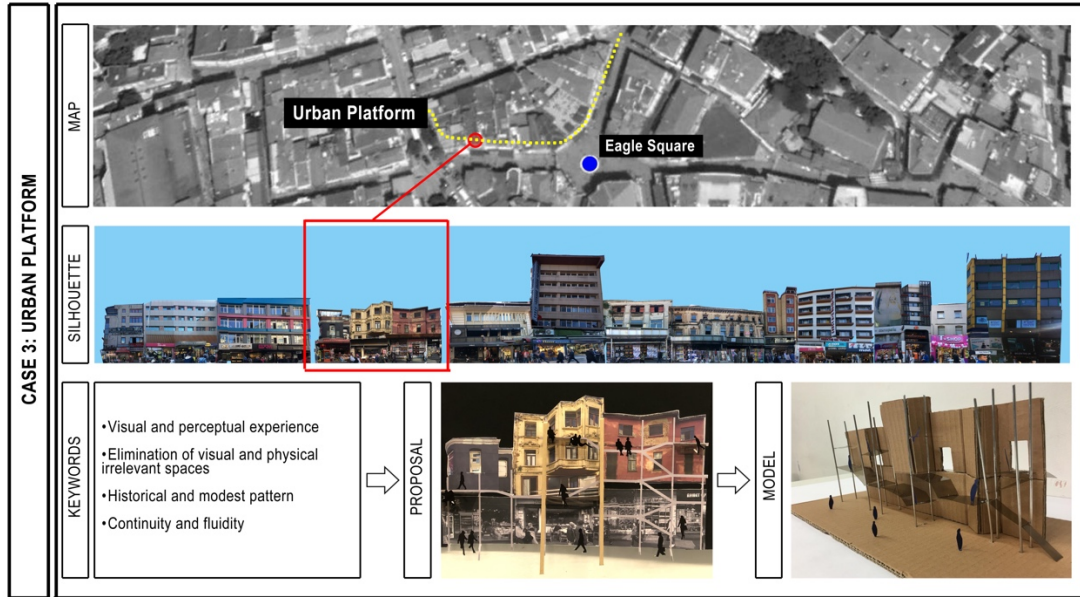 CASE 3: URBAN PLATFORM
MAP
Urban Platform
Eagle Square
SILHOUETTE
KEYWORDS
•Visual and perceptual experience
•Elimination of visual and physical
irrelevant spaces
•Historical and modest pattern
•Continuity and fluidity
PROPOSAL
MODEL